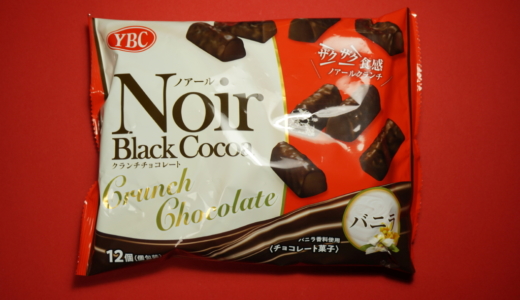 YBC
サクサク食感
ノアールクランチ
ノアール
Noir
Black Cocoa
クランチチョコレート
Crunch
Chocolate
バニラ
バニラ香料使用
(チョコレート菓子)
12個(個包装)